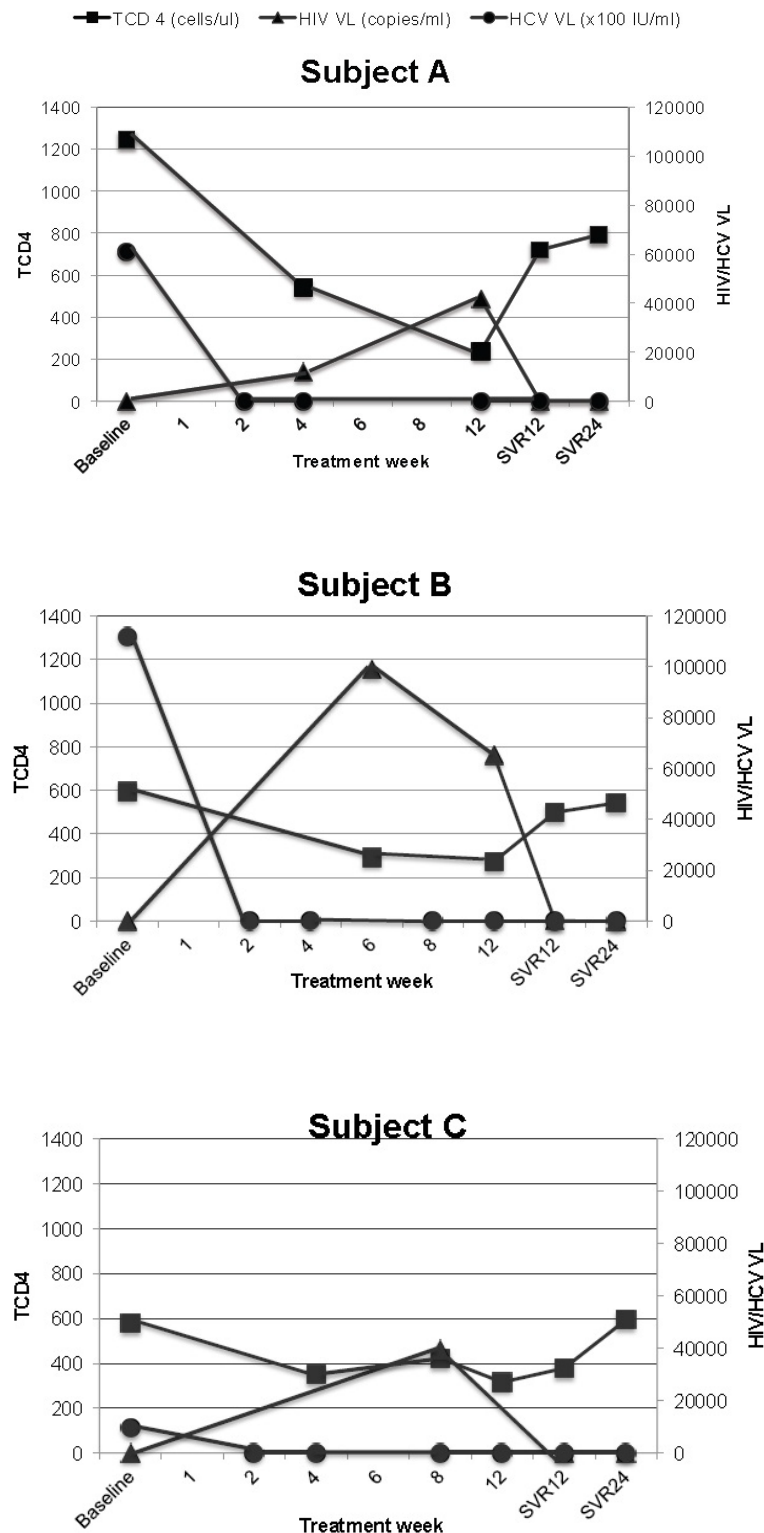 TCD 4 (cells/ul) HIV VL (copies/ml) HCV VL (x100 IU/ml)
Subject A
1400 120000
1200 100000
1000
800 80000
600 60000
400 40000
200 20000
0 0
TCD4
HIV/HCV VL
Baseline 1 2 4 6 8 12 SVR12 SVR24
Treatment week
Subject B
1400 120000
1200 100000
1000
800 80000
600 60000
400 40000
200 20000
0 0
TCD4
HIV/HCV VL
Baseline 1 2 4 6 8 12 SVR12 SVR24
Treatment week
Subject C
1400 120000
1200 100000
1000
800 80000
600 60000
400 40000
200 20000
0 0
TCD4
HIV/HCV VL
Baseline 1 2 4 6 8 12 SVR12 SVR24
Treatment week